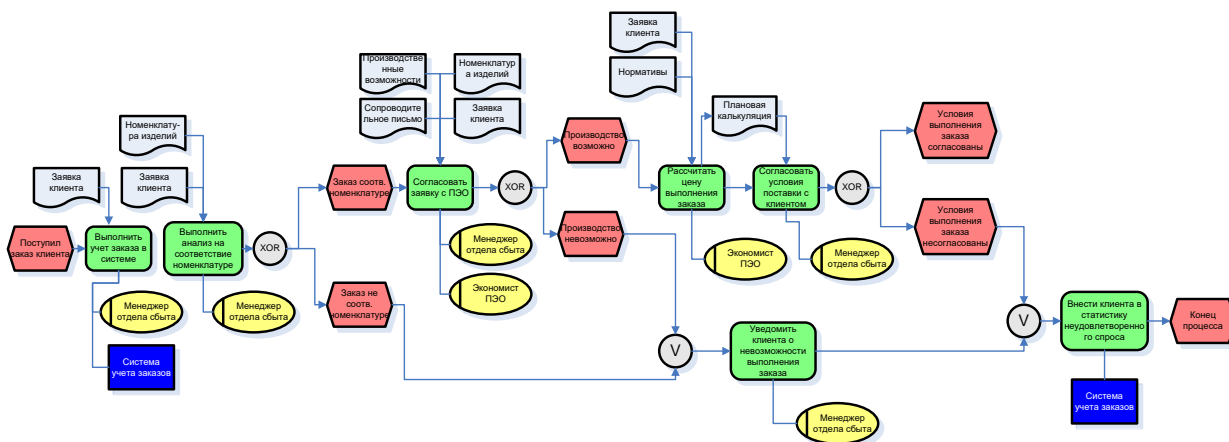 Заявка
клиента
Нормативы
Производстве
нные
возможности
Номенклатур
а изделий
Сопроводител
ьное письмо
Заявка
клиента
Плановая
калькуляция
Номенклату-
ра изделий
Заявка
клиента
Заявка
клиента
Поступил
заказ клиента
Выполнить
учет заказа в
системе
Выполнить
анализ на
соответствие
номенклатуре
XOR
Заказ соотв.
номенклатуре
Заказ не
соотв.
номенклатуре
Согласовать
заявку с ПЭО
XOR
Производство
возможно
Производство
невозможно
Рассчитать
цену
выполнения
заказа
Согласовать
условия
поставки с
клиентом
XOR
Условия
выполнения
заказа
согласованы
Условия
выполнения
заказа
несогласованы
Менеджер
отдела сбыта
Менеджер
отдела сбыта
Менеджер
отдела сбыта
Экономист
ПЭО
Экономист
ПЭО
Менеджер
отдела сбыта
Система
учета заказов
V
Уведомить
клиента о
невозможности
выполнения
заказа
Менеджер
отдела сбыта
V
Внести клиента в
статистику
неудовлетворенно
го спроса
Конец
процесса
Система
учета заказов